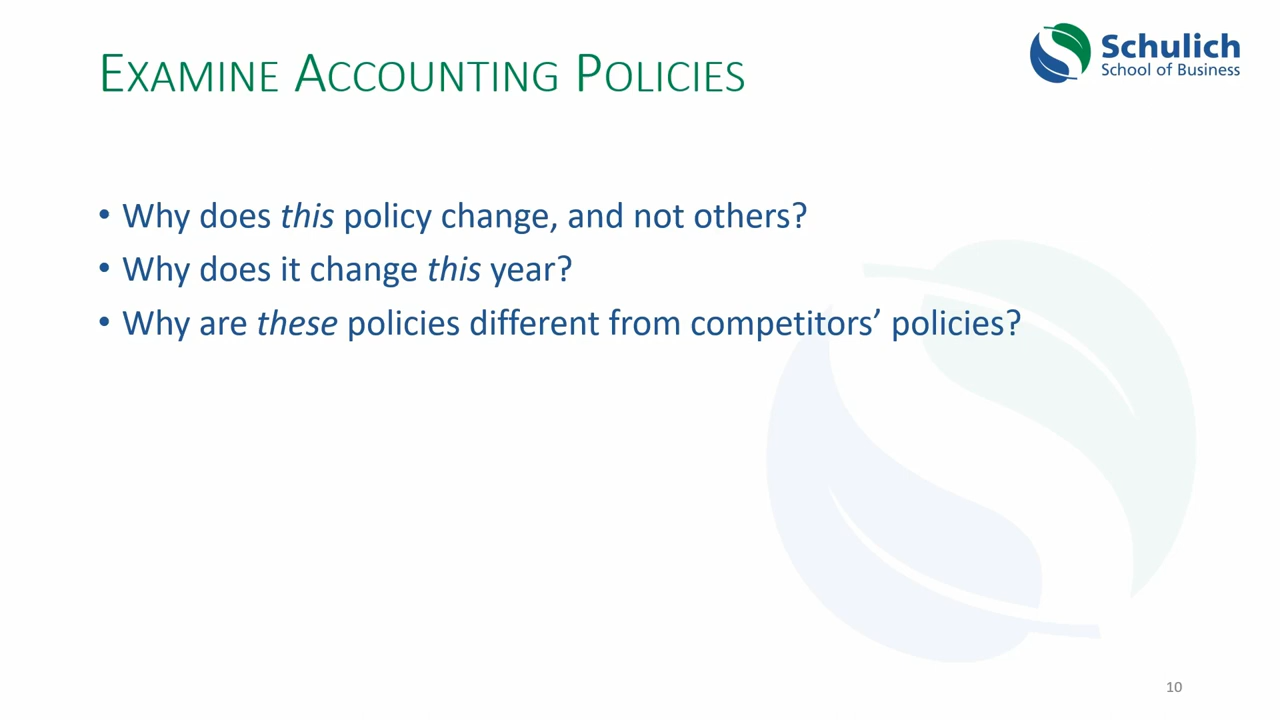 EXAMINE ACCOUNTING POLICIES
Schulich
School of Business
• Why does this policy change, and not others?
• Why does it change this year?
• Why are these policies different from competitors’ policies?
10